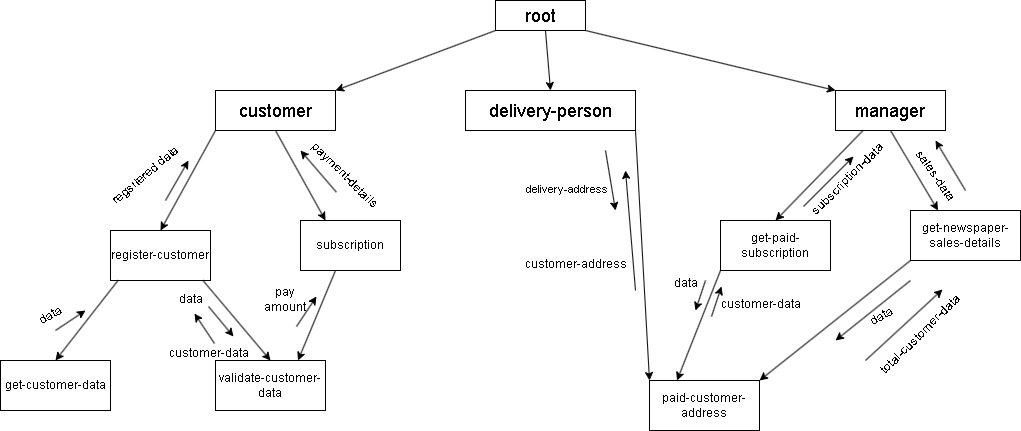 root
customer
delivery-person
manager
regsitered data
payment-details
delivery-address
subscription-data
sales-data
register-customer
subscription
customer-address
get-paid-
subscription
get-newspaper-
sales-details
data
data
pay
amount
customer-data
data
customer-data
data
total-customer-data
get-customer-data
validate-customer-
data
paid-customer-
address